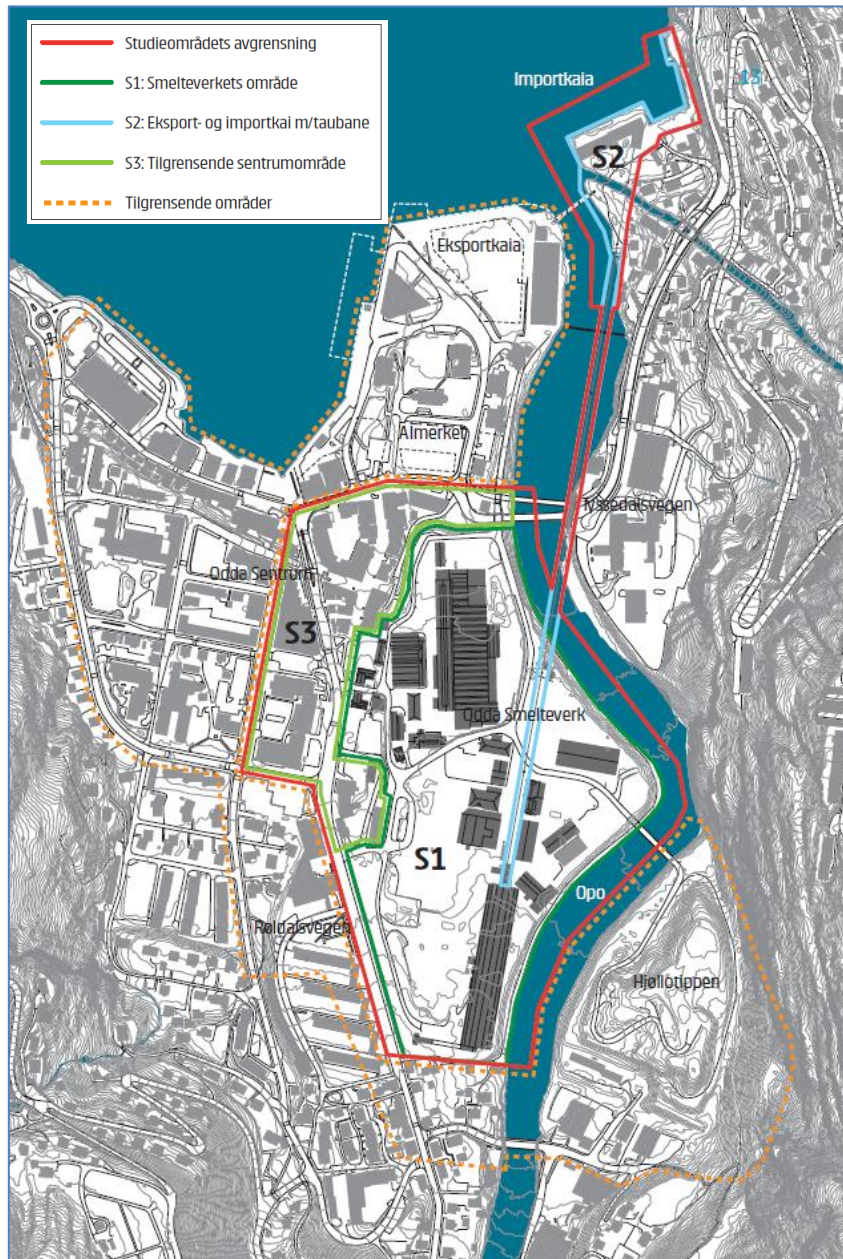 Studieområdets avgrensning
S1: Smelteverkets område
S2: Eksport- og importkai m/taubane
S3: Tilgrensende sentrumområde
Tilgrensende områder
Importkaia
13
S2
Eksportkaia
Almerket
Tyssedalsvegen
Odda Sentrum
S3
Odda Smelteverk
S1
Opo
Røldalsvegen
Hjøllotippen